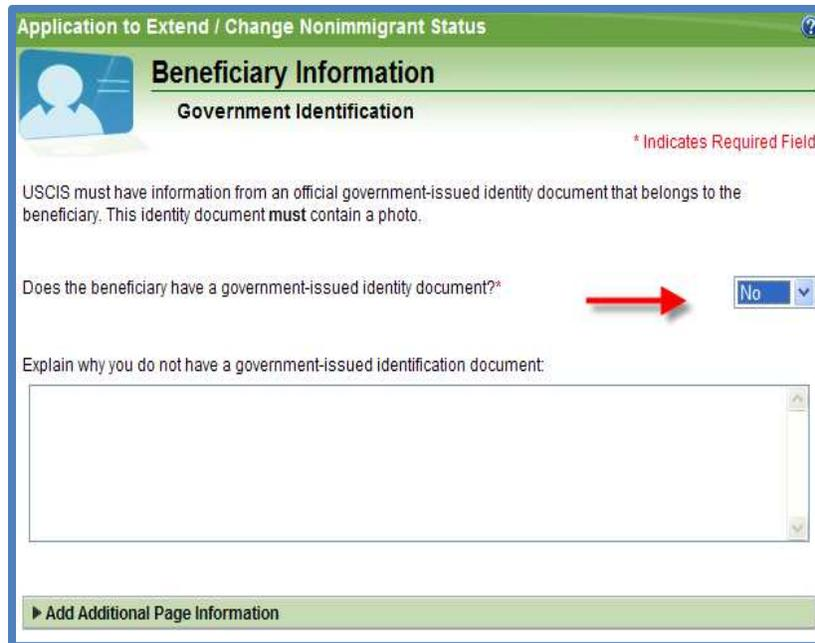 Application to Extend / Change Nonimmigrant Status
?
Beneficiary Information
Government Identification
* Indicates Required Field
USCIS must have information from an official government-issued identity document that belongs to the
beneficiary. This identity document must contain a photo.
Does the beneficiary have a government-issued identity document?*
No
Explain why you do not have a government-issued identification document:
Add Additional Page Information